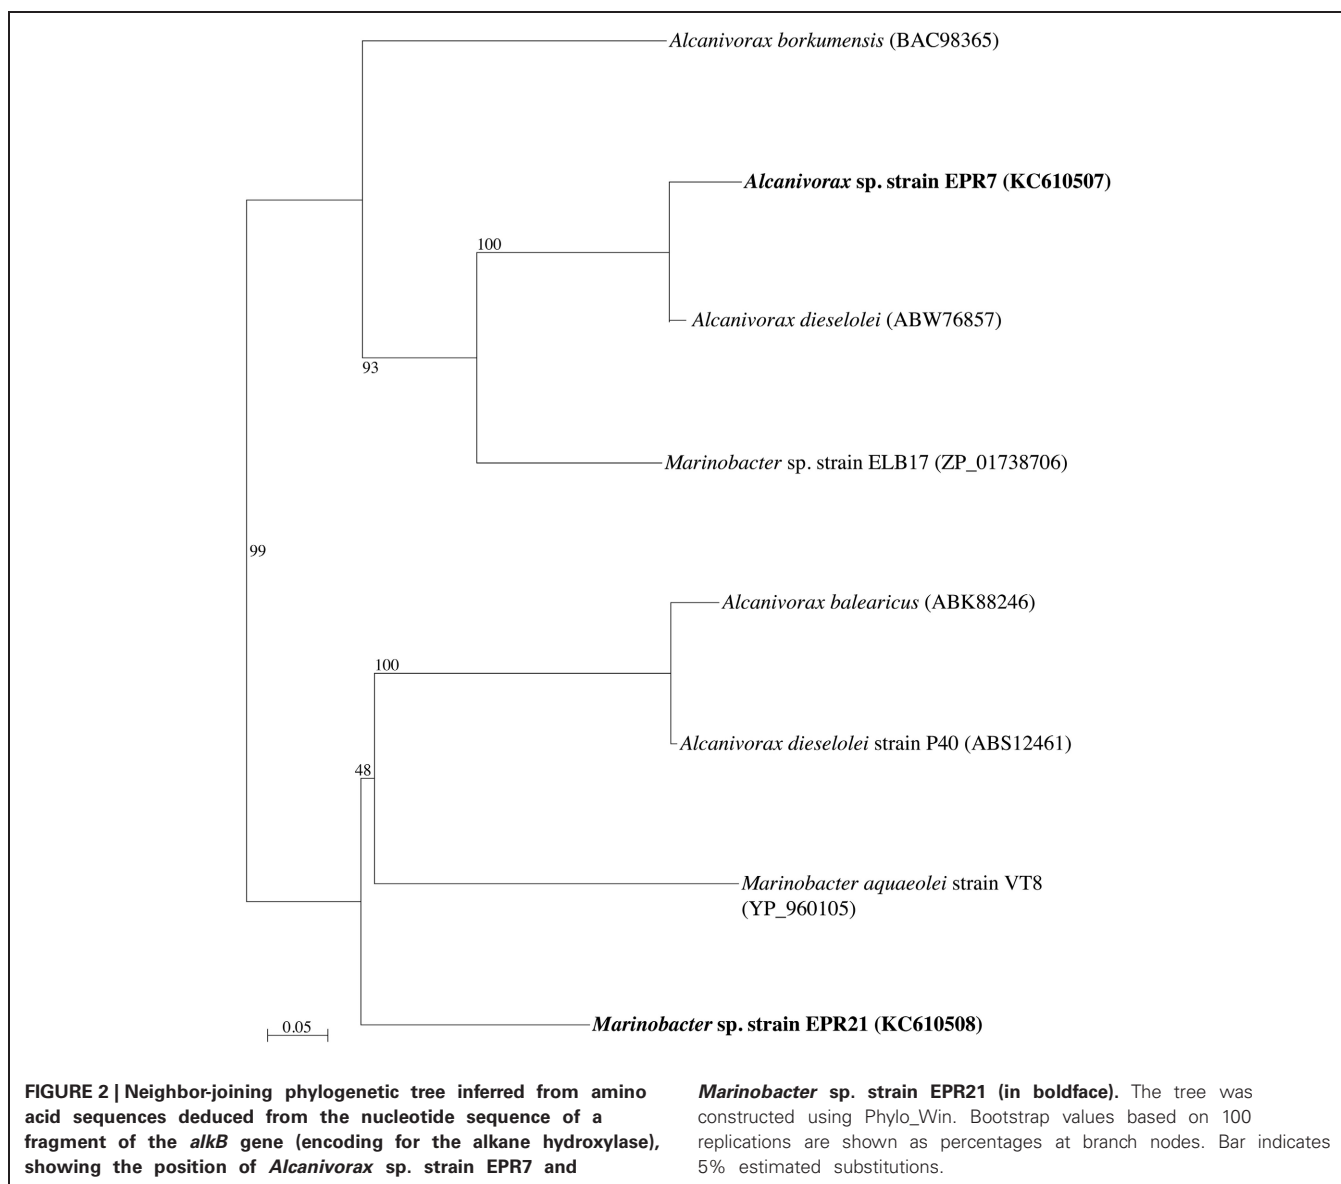 Alcanivorax borkumensis (BAC98365)
Alcanivorax sp. strain EPR7 (KC610507)
100
Alcanivorax dieselolei (ABW76857)
93
Marinobacter sp. strain ELB17 (ZP_01738706)
99
Alcanivorax balearicus (ABK88246)
100
Alcanivorax dieselolei strain P40 (ABS12461)
48
Marinobacter aquaeolei strain VT8
(YP_960105)
Marinobacter sp. strain EPR21 (KC610508)
0.05
FIGURE 2 | Neighbor-joining phylogenetic tree inferred from amino
acid sequences deduced from the nucleotide sequence of a
fragment of the alkB gene (encoding for the alkane hydroxylase),
showing the position of Alcanivorax sp. strain EPR7 and
Marinobacter sp. strain EPR21 (in boldface). The tree was
constructed using Phylo_Win. Bootstrap values based on 100
replications are shown as percentages at branch nodes. Bar indicates
5% estimated substitutions.